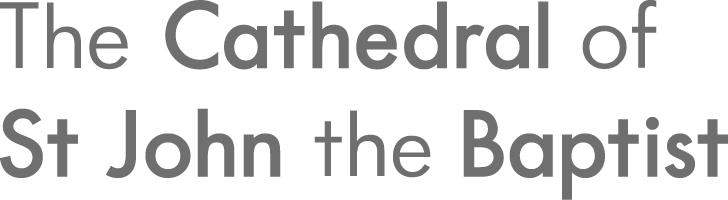 The Cathedral of
St John the Baptist